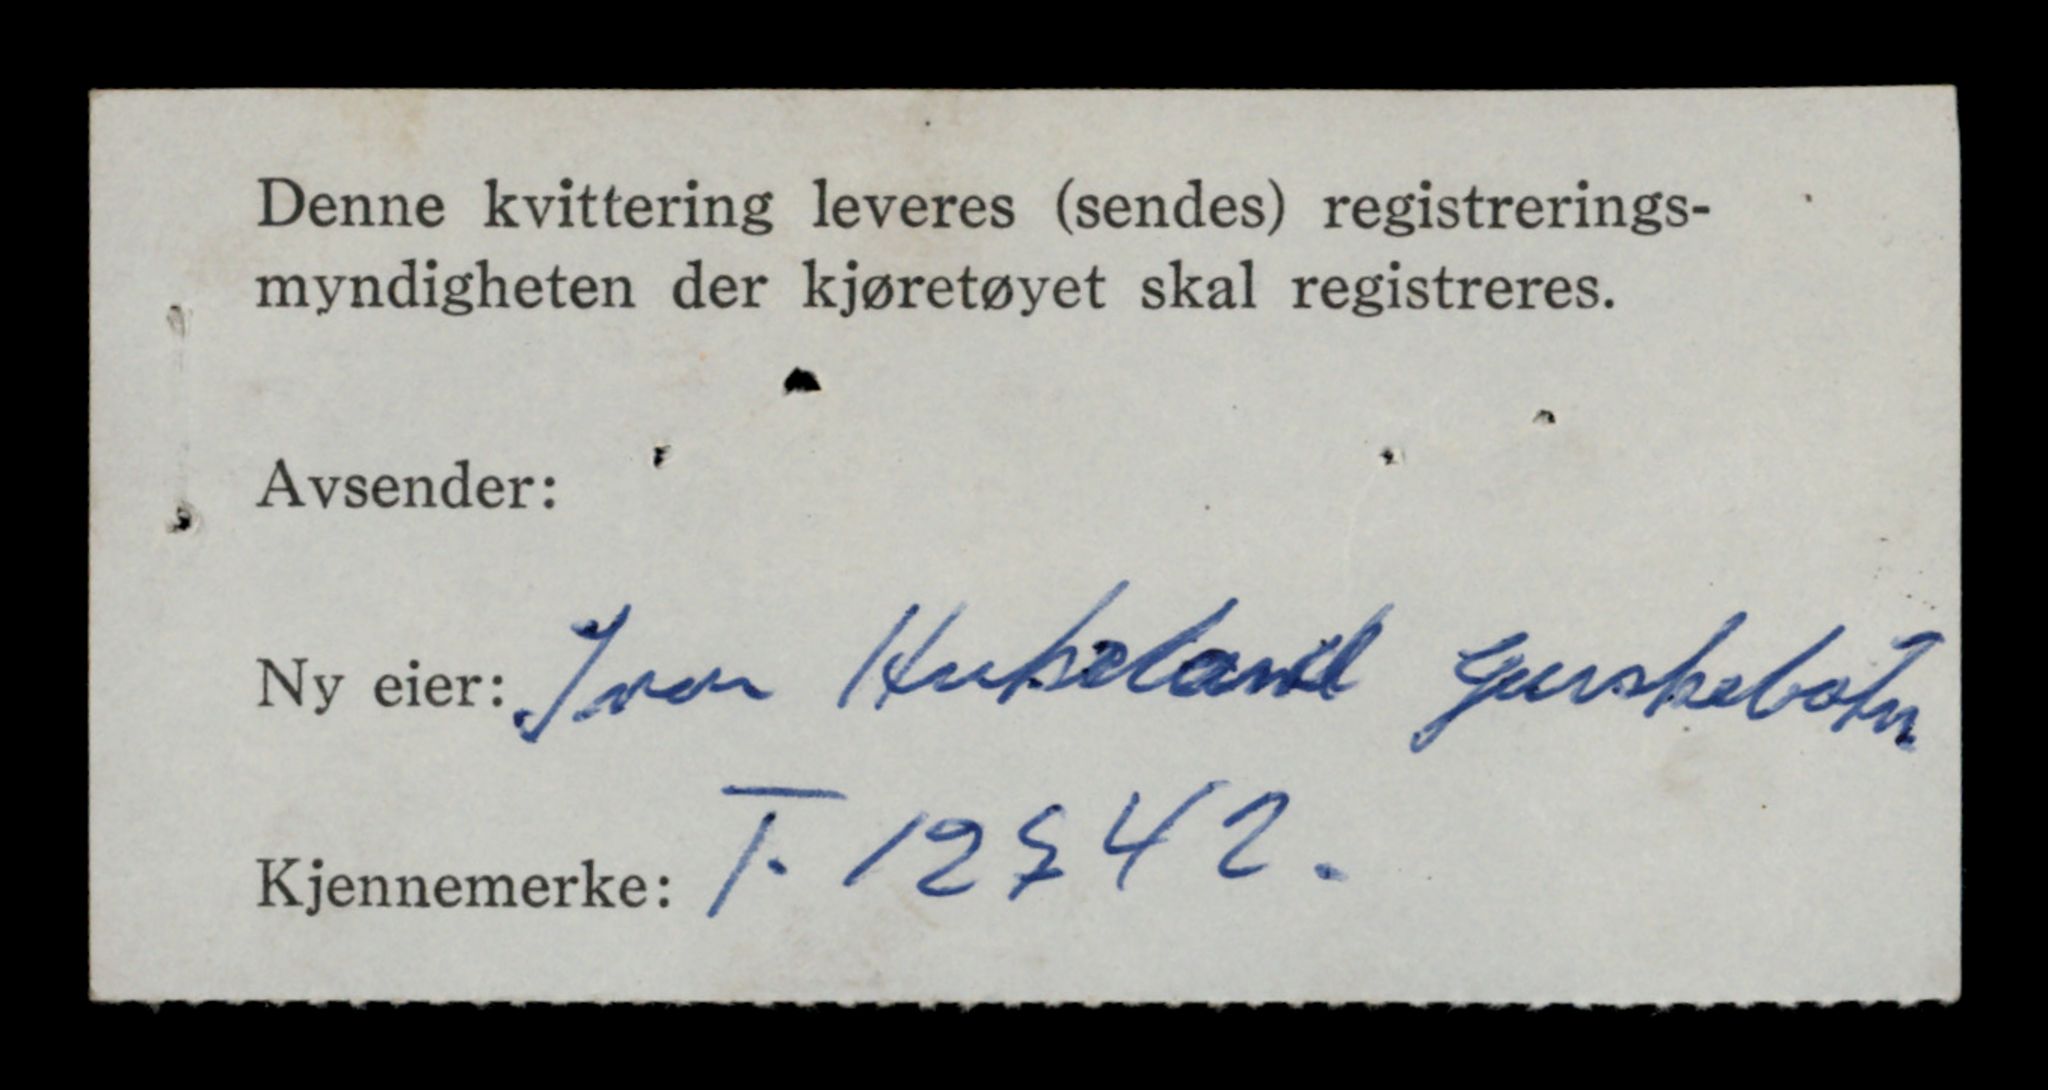 Denne kvittering leveres (sendes) registrerings-
myndigheten der kjøretøyet skal registreres.
Avsender:
Ny eier: Ivar Hukeland Gurskebotn
Kjennemerke: T. 12542.